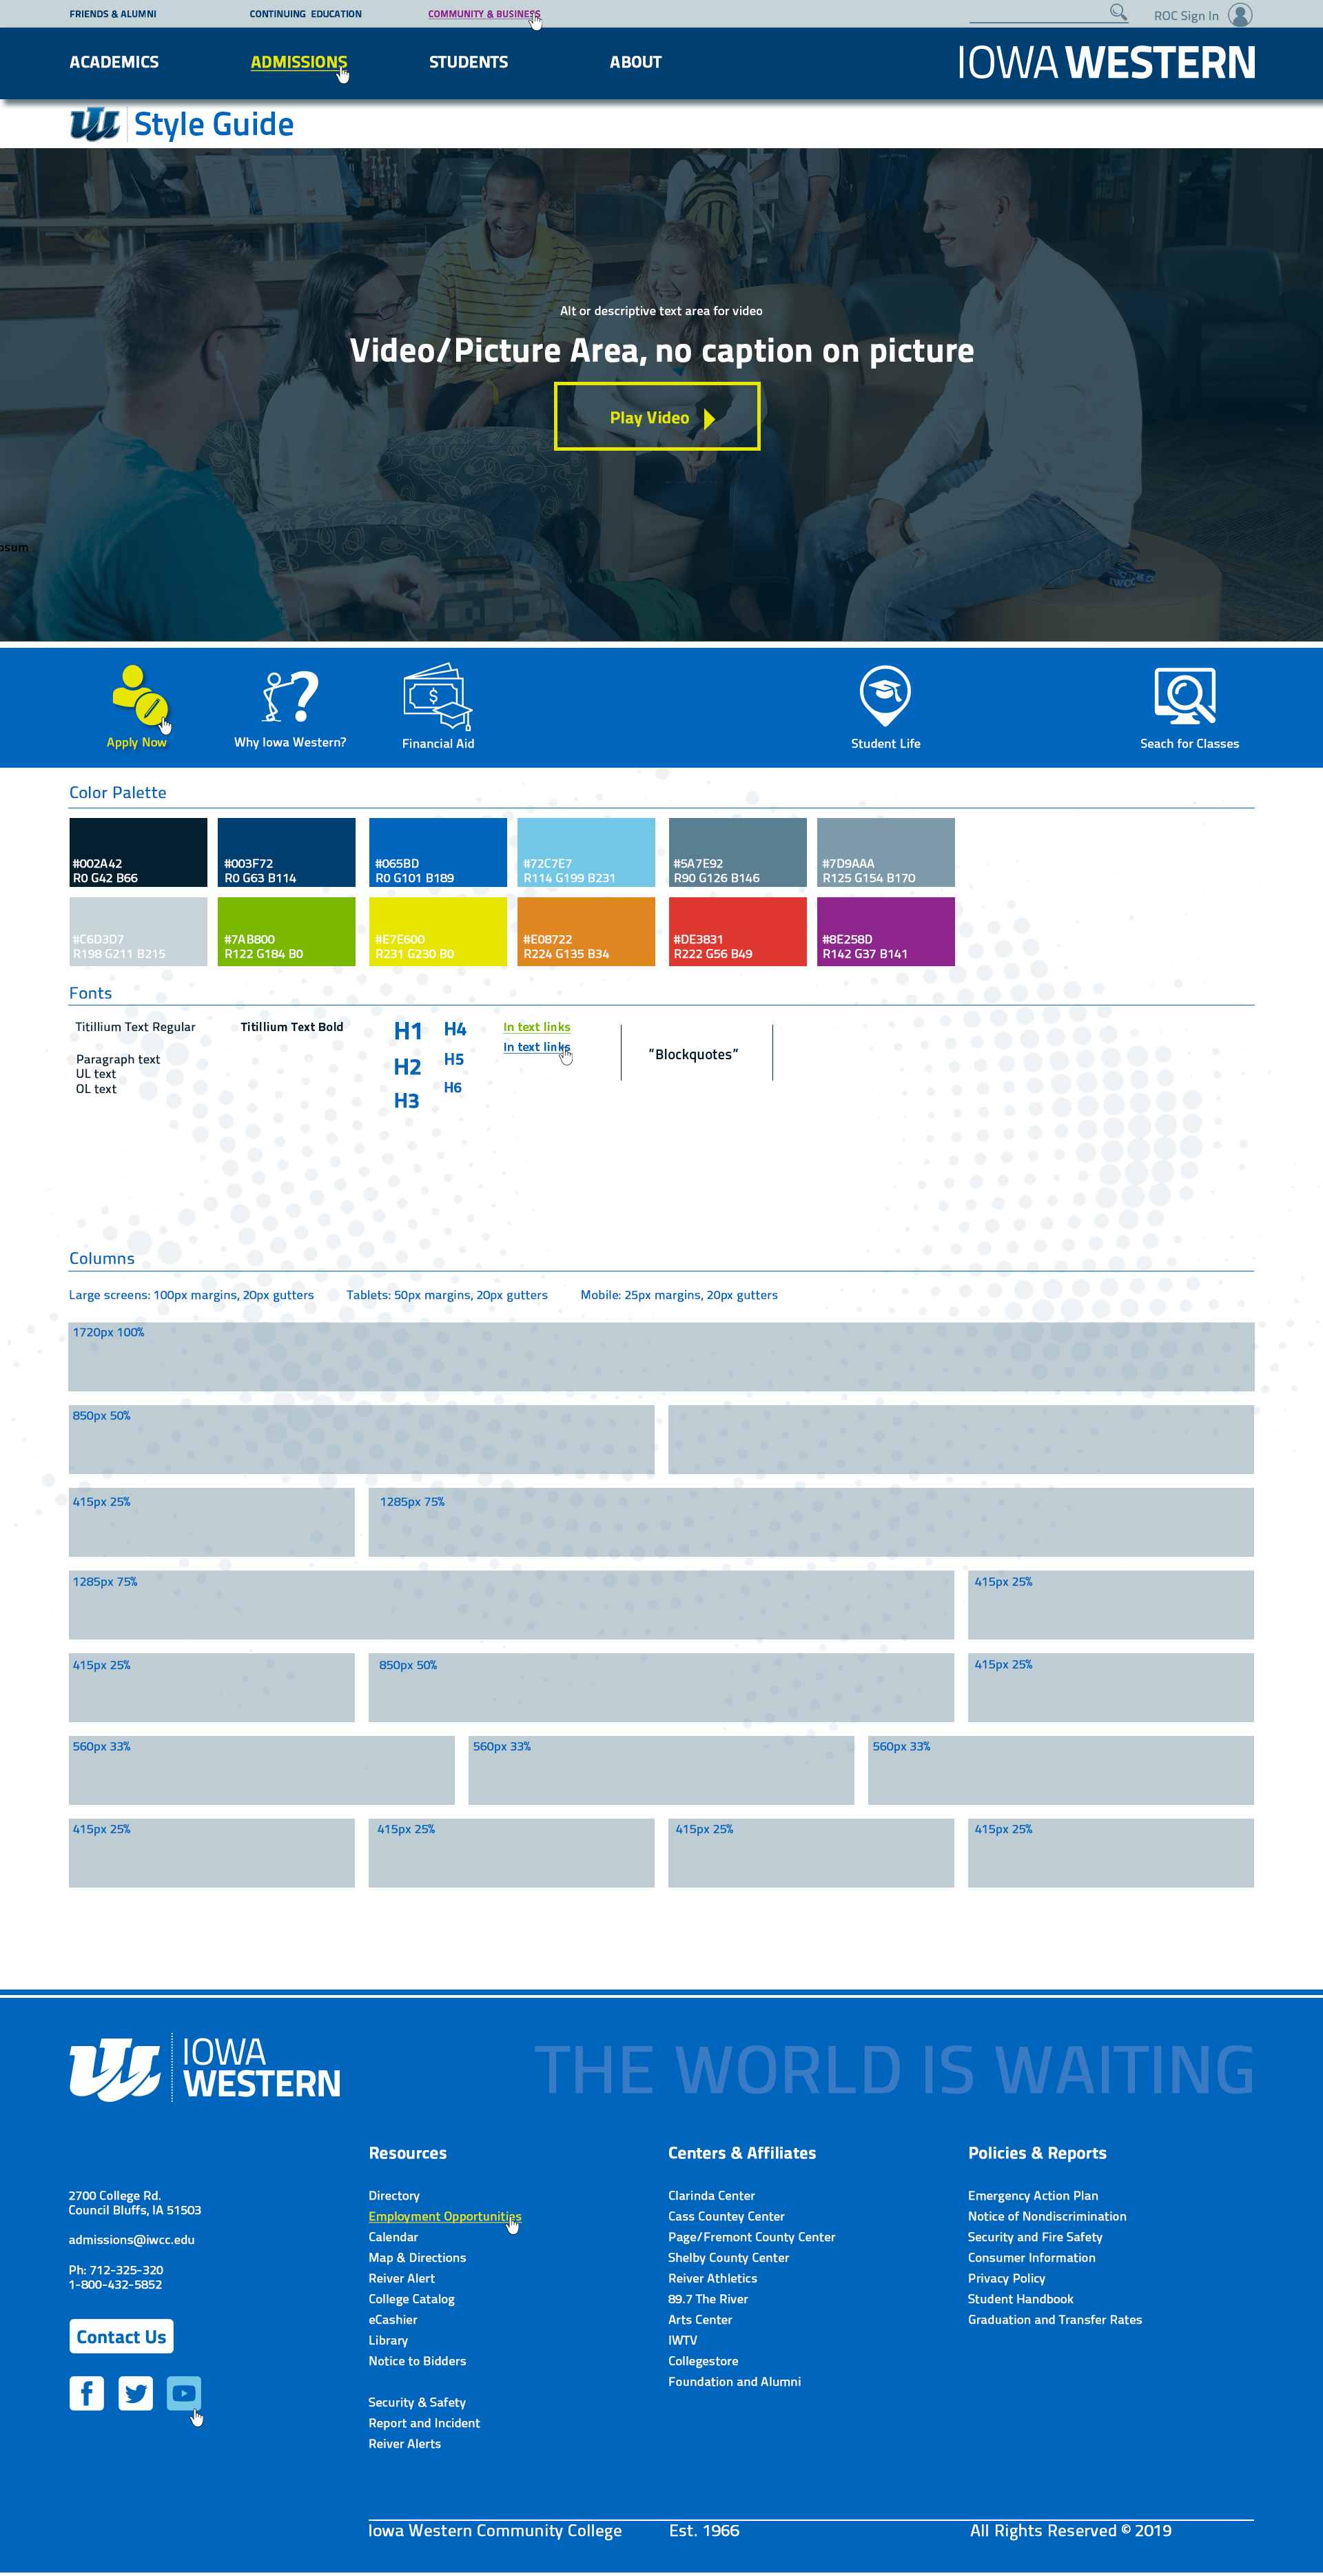 FRIENDS & ALUMNI
CONTINUING EDUCATION
COMMUNITY & BUSINESS
ROC Sign In
ACADEMICS
ADMISSIONS
STUDENTS
ABOUT
IOWA WESTERN
Style Guide
Alt or descriptive text area for video
Video/Picture Area, no caption on picture
Play Video
osum
Apply Now
Why Iowa Western?
Financial Aid
Student Life
Seach for Classes
Color Palette
#002A42
R0 G42 B66
#003F72
R0 G63 B114
#065BD
R0 G101 B189
#72C7E7
R114 G199 B231
#5A7E92
R90 G126 B146
#7D9AAA
R125 G154 B170
#C6D3D7
R198 G211 B215
#7AB800
R122 G184 B0
#E7E600
R231 G230 B0
#E08722
R224 G135 B34
#DE3831
R222 G56 B49
#8E258D
R142 G37 B141
Fonts
Titillium Text Regular
Titillium Text Bold
Paragraph text
UL text
OL text
H1
H2
H3
H4
H5
H6
In text links
In text links
"Blockquotes"
Columns
Large screens: 100px margins, 20px gutters
Tablets: 50px margins, 20px gutters
Mobile: 25px margins, 20px gutters
1720px 100%
850px 50%
415px 25%
1285px 75%
1285px 75%
415px 25%
415px 25%
850px 50%
415px 25%
560px 33%
560px 33%
560px 33%
415px 25%
415px 25%
415px 25%
415px 25%
IOWA
WESTERN
THE WORLD IS WAITING
2700 College Rd.
Council Bluffs, IA 51503
admissions@iwcc.edu
Ph: 712-325-320
1-800-432-5852
Contact Us
Resources
Directory
Employment Opportunities
Calendar
Map & Directions
Reiver Alert
College Catalog
eCashier
Library
Notice to Bidders
Security & Safety
Report and Incident
Reiver Alerts
Centers & Affiliates
Clarinda Center
Cass Countey Center
Page/Fremont County Center
Shelby County Center
Reiver Athletics
89.7 The River
Arts Center
IWTV
Collegestore
Foundation and Alumni
Policies & Reports
Emergency Action Plan
Notice of Nondiscrimination
Security and Fire Safety
Consumer Information
Privacy Policy
Student Handbook
Graduation and Transfer Rates
Iowa Western Community College
Est. 1966
All Rights Reserved © 2019